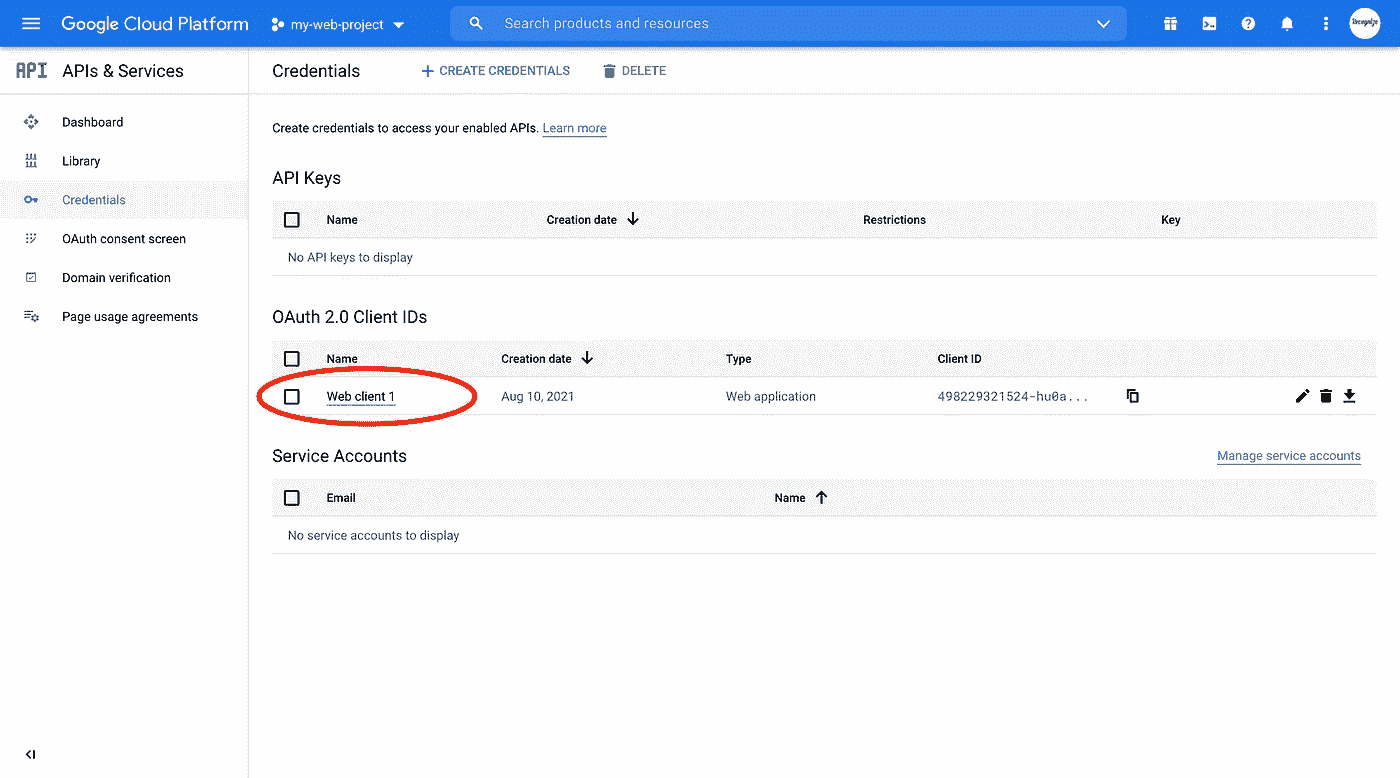 Google Cloud Platform my-web-project Search products and resources
API APIs & Services Credentials CREATE CREDENTIALS DELETE
Dashboard
Library
Credentials
OAuth consent screen
Domain verification
Page usage agreements
Create credentials to access your enabled APIs. Learn more
API Keys
Name Creation date Restrictions Key
No API keys to display
OAuth 2.0 Client IDs
Name Creation date Type Client ID
Web client 1 Aug 10, 2021 Web application 498229321524-hu0a...
Service Accounts Manage service accounts
Email Name
No service accounts to display